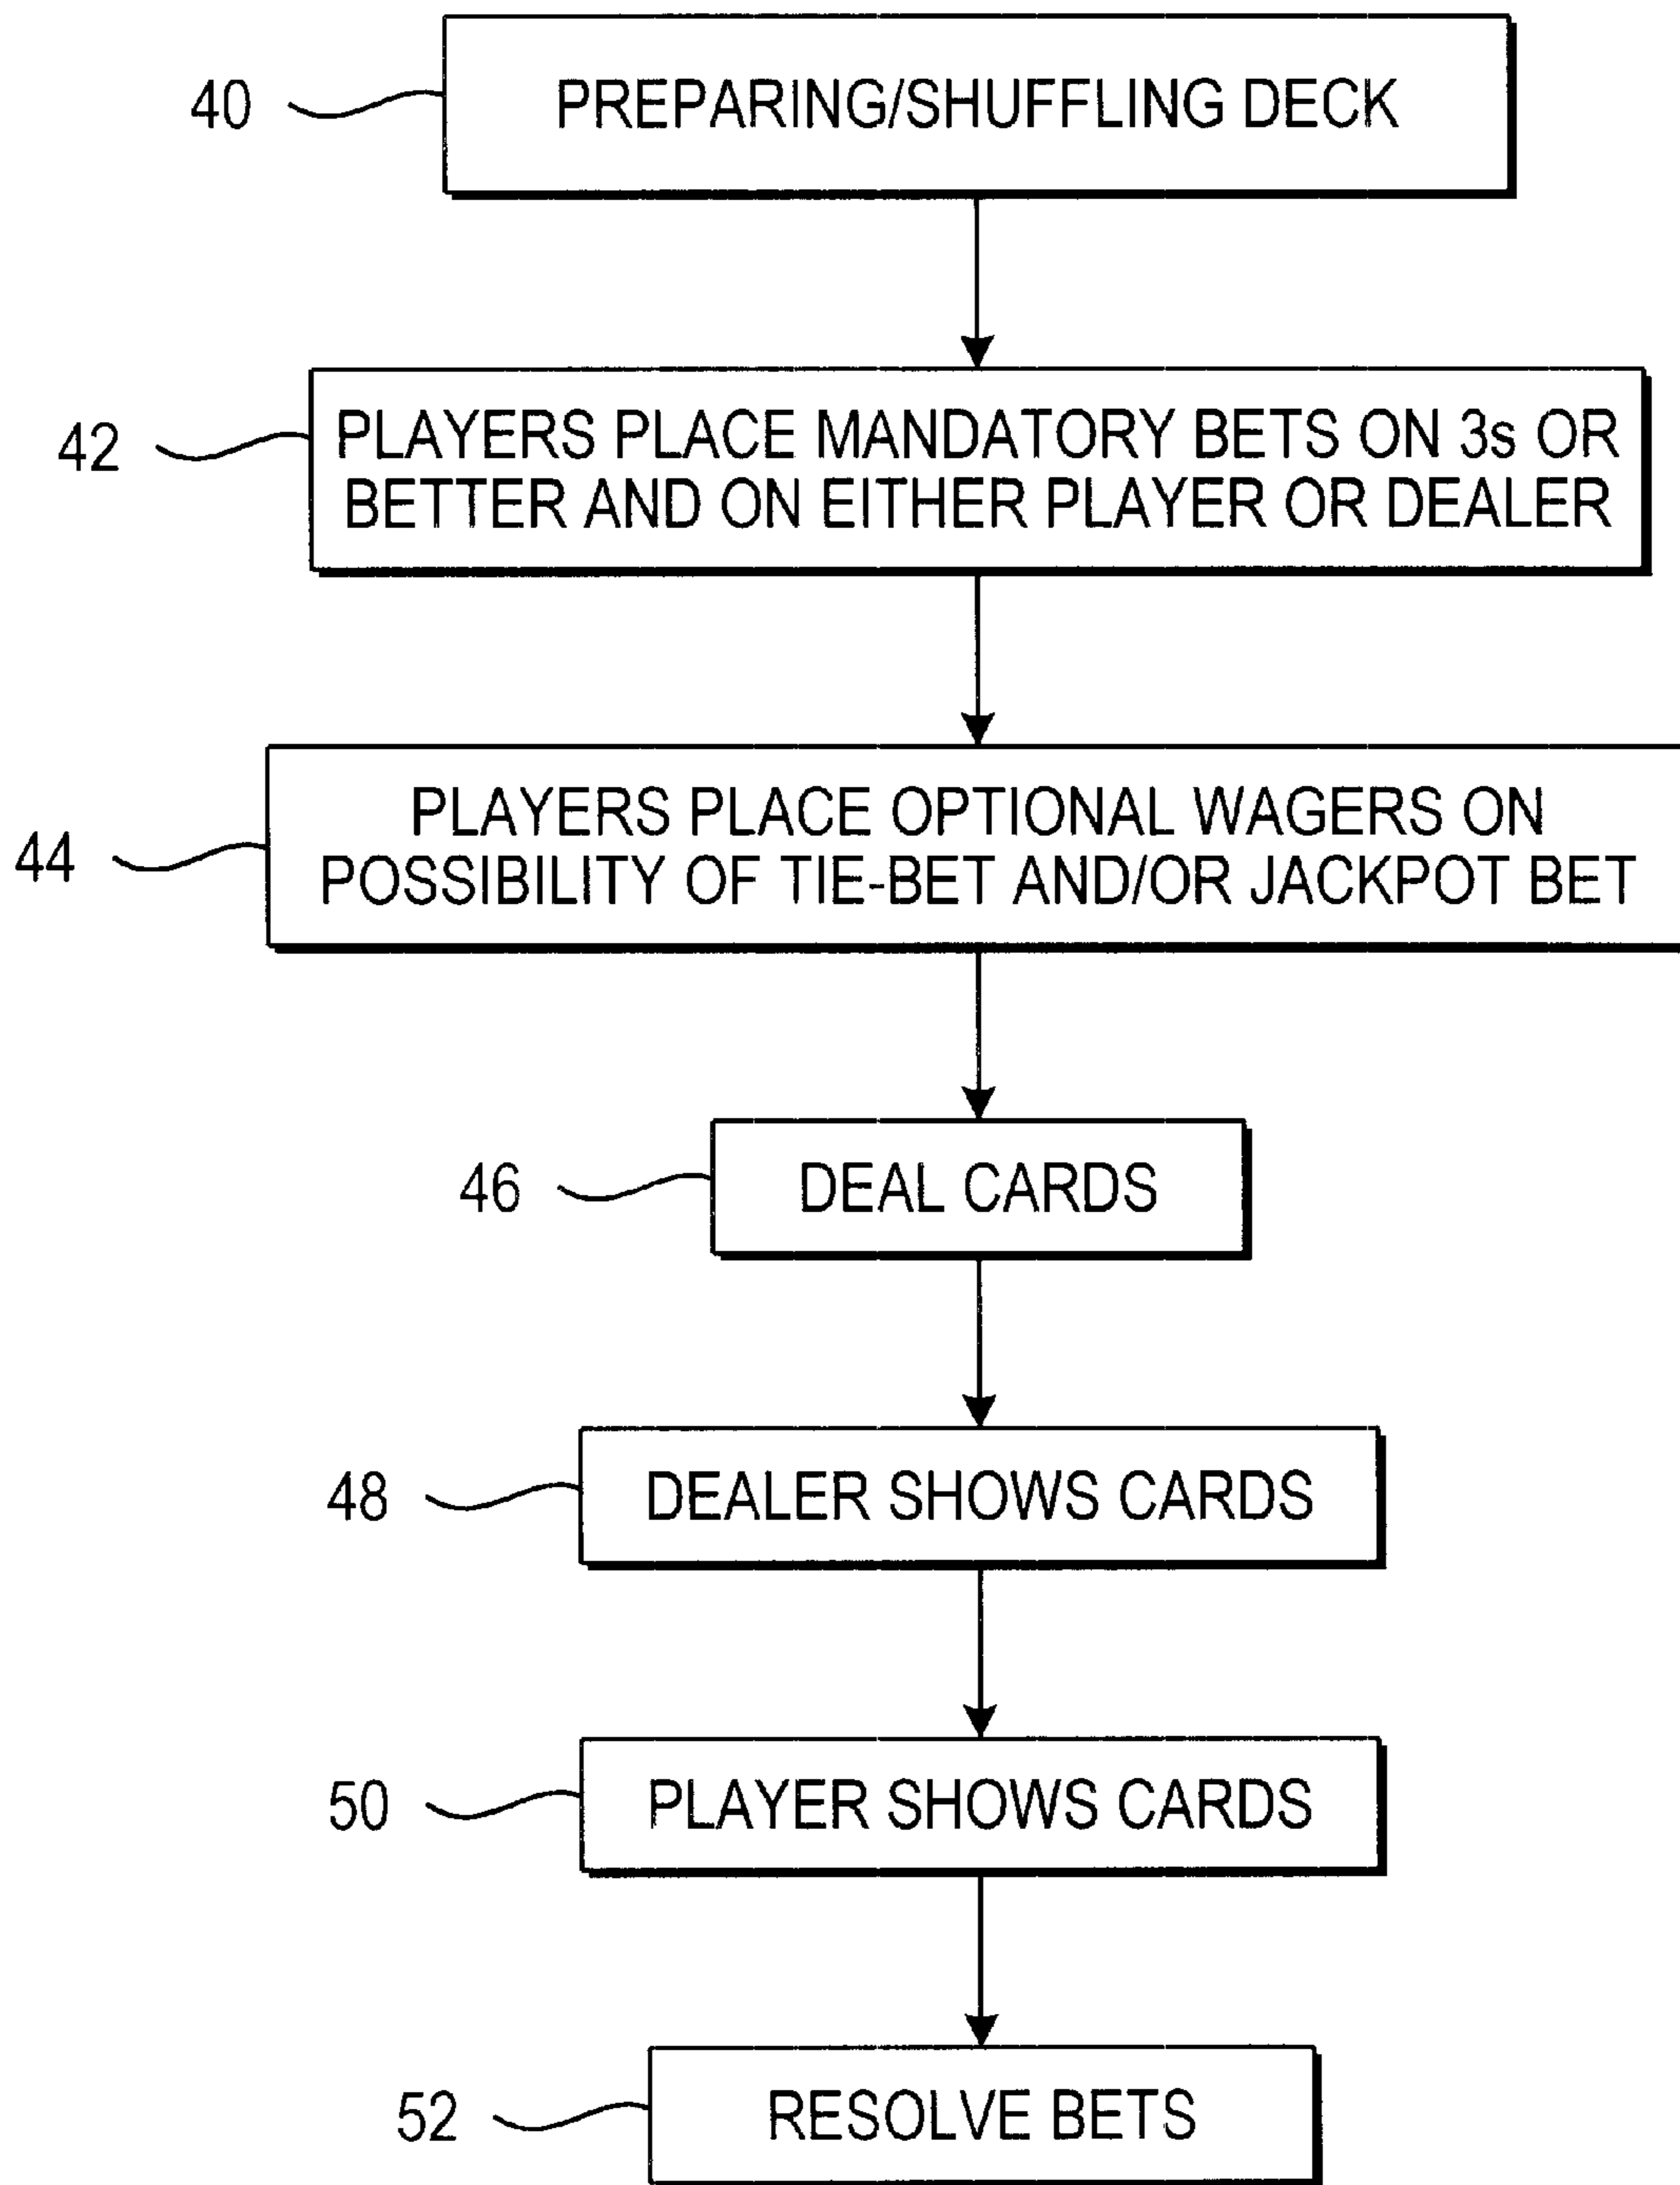 40
PREPARING/SHUFFLING DECK
42
PLAYERS PLACE MANDATORY BETS ON 3s OR
BETTER AND ON EITHER PLAYER OR DEALER
44
PLAYERS PLACE OPTIONAL WAGERS ON
POSSIBILITY OF TIE-BET AND/OR JACKPOT BET
46
DEAL CARDS
48
DEALER SHOWS CARDS
50
PLAYER SHOWS CARDS
52
RESOLVE BETS